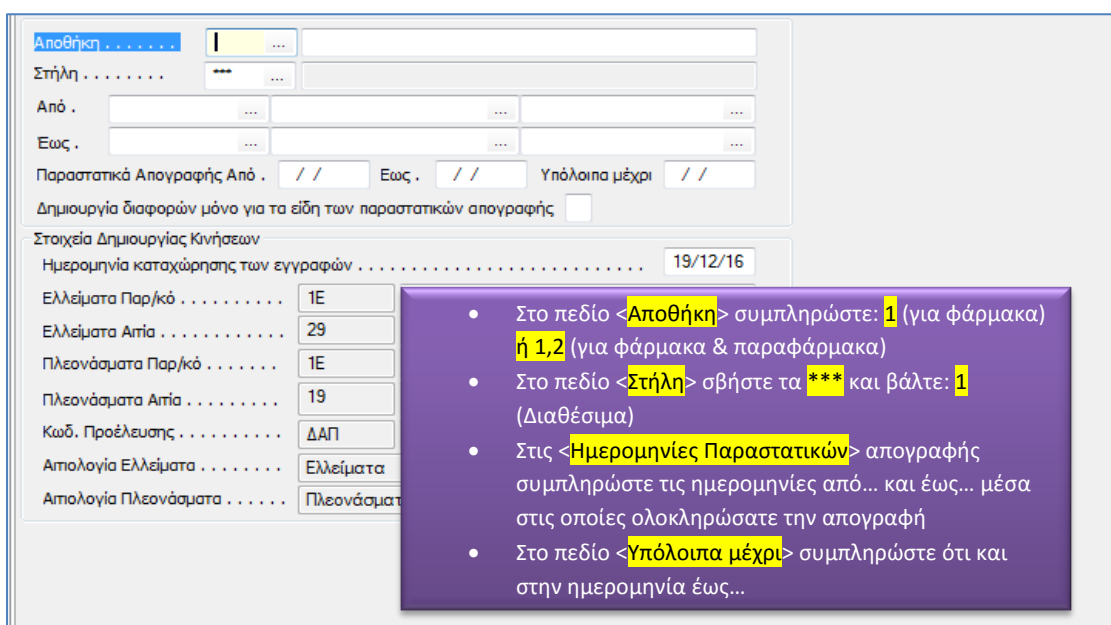 Αποθήκη . . . . . . . ...
Στήλη . . . . . . . . *** ...
Από . ... ... ...
Έως . ... ... ...
Παραστατικά Απογραφής Από . / / Εως . / / Υπόλοιπα μέχρι / /
Δημιουργία διαφορών μόνο για τα είδη των παραστατικών απογραφής
Στοιχεία Δημιουργίας Κινήσεων
Ημερομηνία καταχώρησης των εγγραφών . . . . . . . . . . . . . . . . . . . . . . . . . . . 19/12/16
Ελλείματα Παρ/κό . . . . . . . . . . 1Ε
Ελλείματα Αιτία . . . . . . . . . . . . 29
Πλεονάσματα Παρ/κό . . . . . . . 1Ε
Πλεονάσματα Αιτία . . . . . . . . . 19
Κωδ. Προέλευσης . . . . . . . . . . ΔΑΠ
Αιτιολογία Ελλείματα . . . . . . . . Ελλείματα
Αιτιολογία Πλεονάσματα . . . . . . Πλεονάσματ
• Στο πεδίο <Αποθήκη> συμπληρώστε: 1 (για φάρμακα)
ή 1,2 (για φάρμακα & παραφάρμακα)
• Στο πεδίο <Στήλη> σβήστε τα *** και βάλτε: 1
(Διαθέσιμα)
• Στις <Ημερομηνίες Παραστατικών> απογραφής
συμπληρώστε τις ημερομηνίες από… και έως… μέσα
στις οποίες ολοκληρώσατε την απογραφή
• Στο πεδίο <Υπόλοιπα μέχρι> συμπληρώστε ότι και
στην ημερομηνία έως…